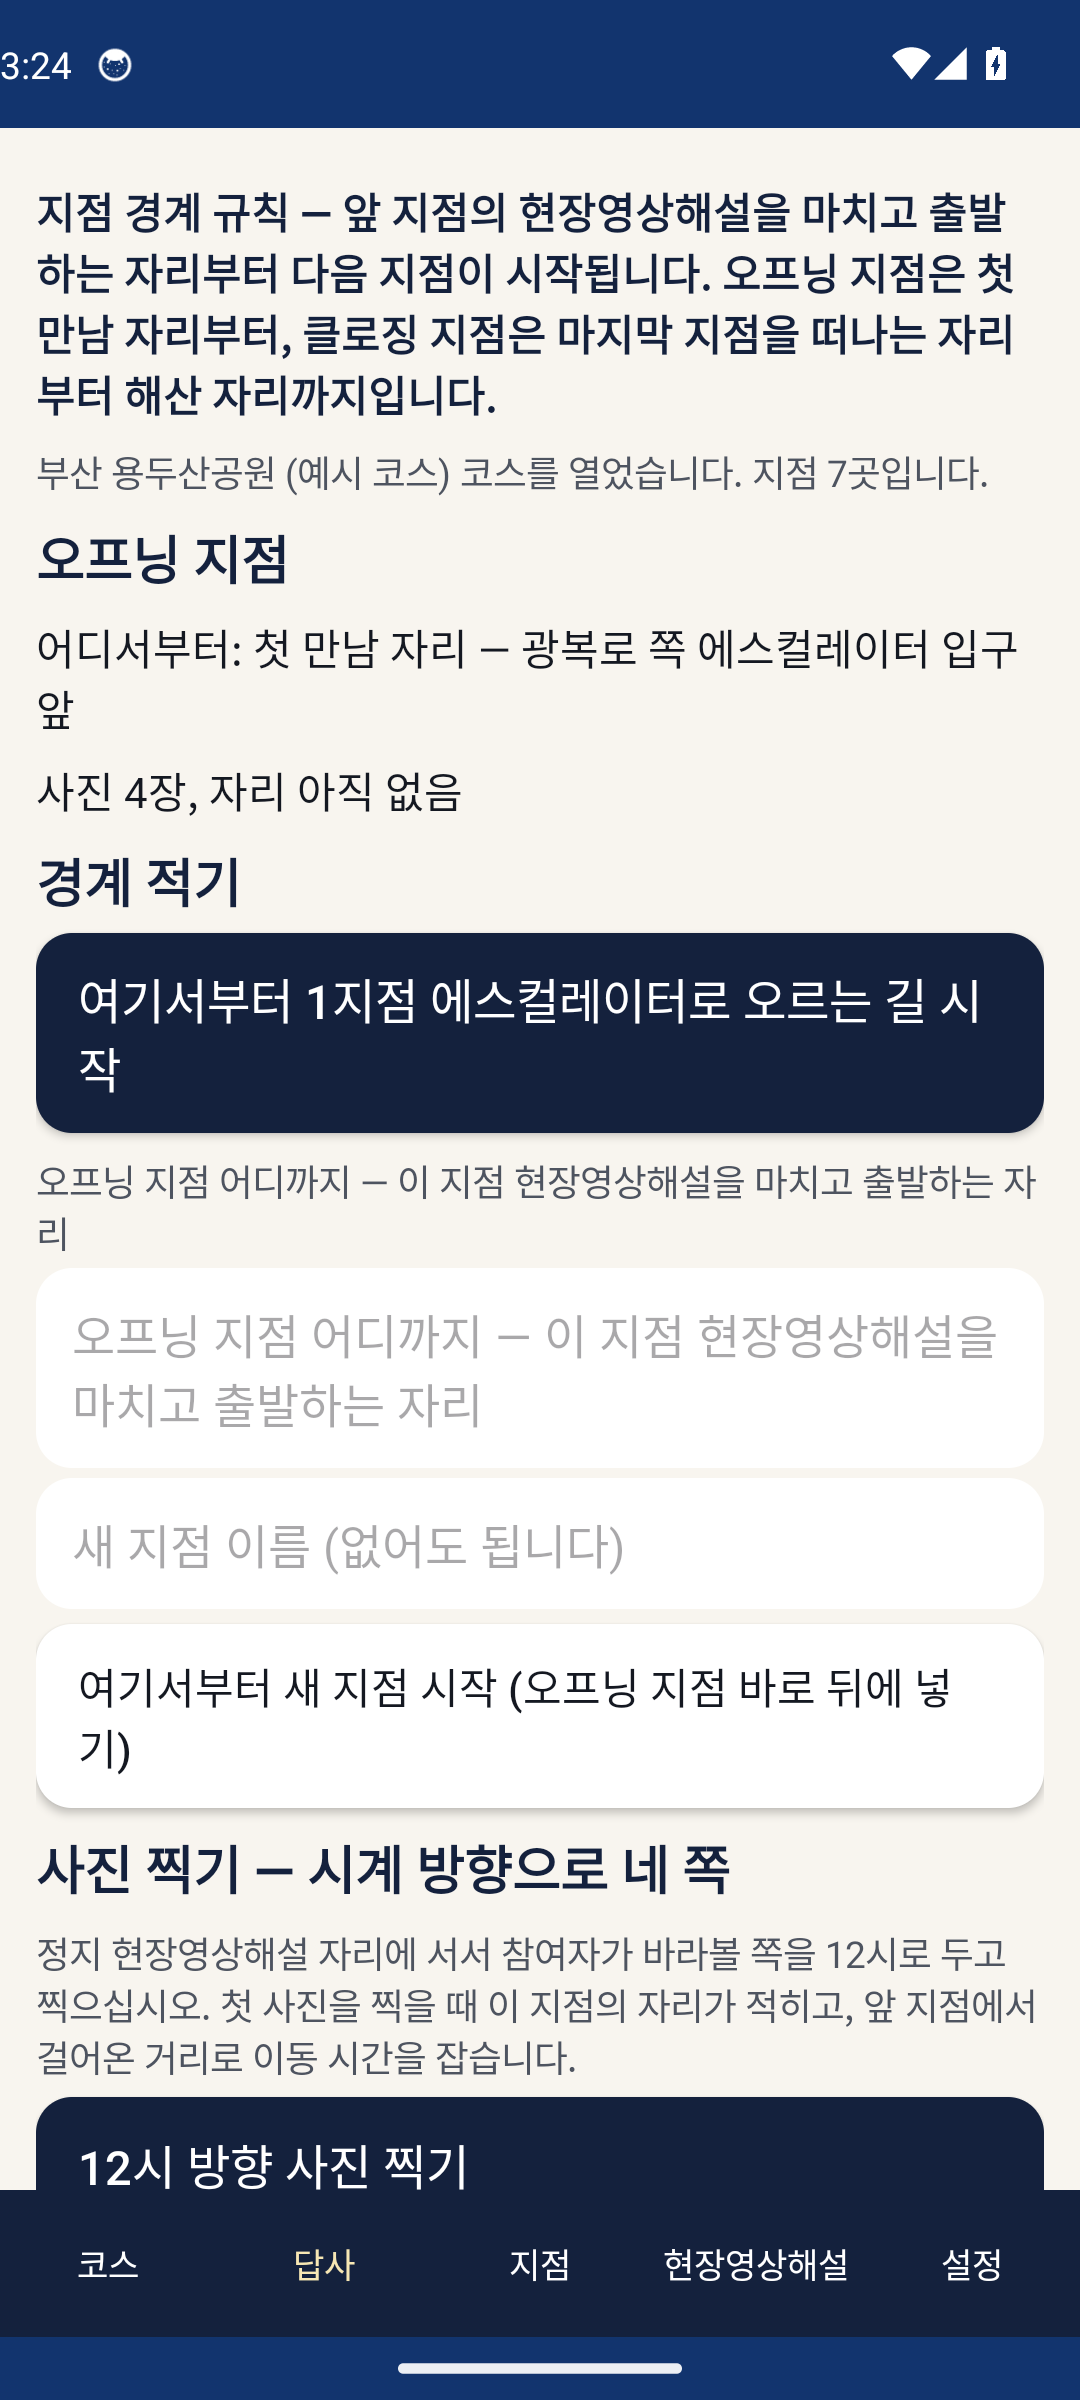 3:24
지점 경계 규칙 – 앞 지점의 현장영상해설을 마치고 출발
하는 자리부터 다음 지점이 시작됩니다. 오프닝 지점은 첫
만남 자리부터, 클로징 지점은 마지막 지점을 떠나는 자리
부터 해산 자리까지입니다.
부산 용두산공원 (예시 코스) 코스를 열었습니다. 지점 7곳입니다.
오프닝 지점
어디서부터: 첫 만남 자리 – 광복로 쪽 에스컬레이터 입구
앞
사진 4장, 자리 아직 없음
경계 적기
여기서부터 1지점 에스컬레이터로 오르는 길 시
작
오프닝 지점 어디까지 – 이 지점 현장영상해설을 마치고 출발하는 자
리
오프닝 지점 어디까지 – 이 지점 현장영상해설을
마치고 출발하는 자리
새 지점 이름 (없어도 됩니다)
여기서부터 새 지점 시작 (오프닝 지점 바로 뒤에 넣
기)
사진 찍기 – 시계 방향으로 네 쪽
정지 현장영상해설 자리에 서서 참여자가 바라볼 쪽을 12시로 두고
찍으십시오. 첫 사진을 찍을 때 이 지점의 자리가 적히고, 앞 지점에서
걸어온 거리로 이동 시간을 잡습니다.
12시 방향 사진 찍기
코스 답사 지점 현장영상해설 설정